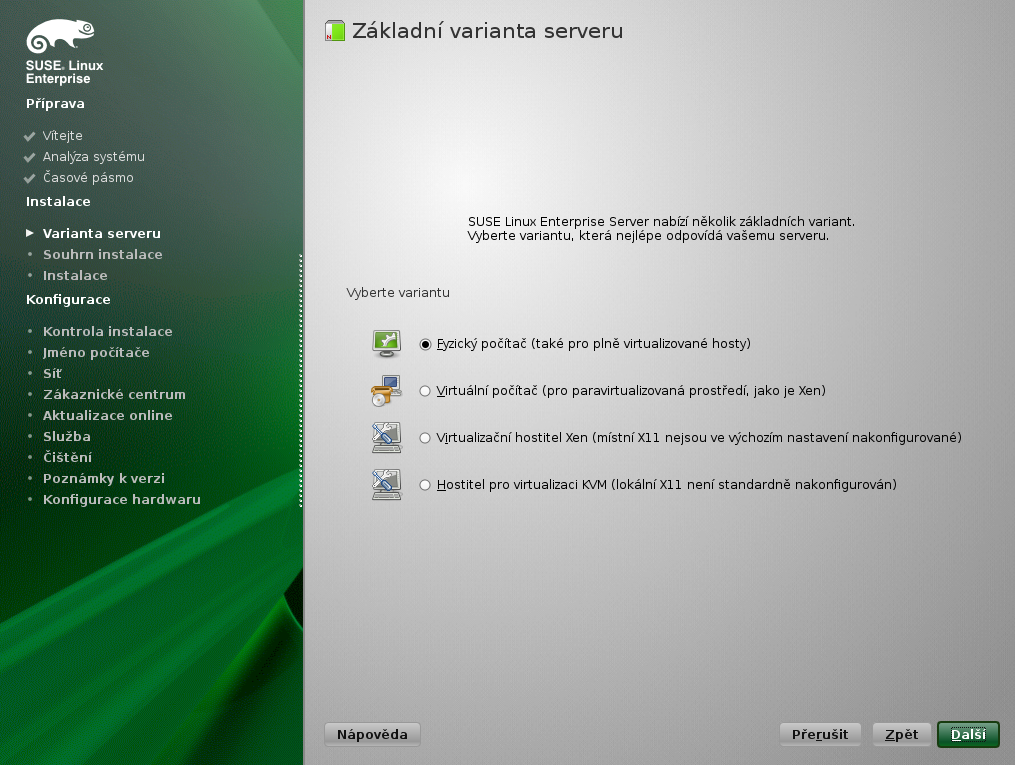 SUSE. Linux
Enterprise
Příprava
Vítejte
Analýza systému
Časové pásmo
Instalace
Varianta serveru
Souhrn instalace
Instalace
Konfigurace
Kontrola instalace
Jméno počítače
Síť
Zákaznické centrum
Aktualizace online
Služba
Čištění
Poznámky k verzi
Konfigurace hardwaru
Základní varianta serveru
SUSE Linux Enterprise Server nabízí několik základních variant.
Vyberte variantu, která nejlépe odpovídá vašemu serveru.
Vyberte variantu
Fyzický počítač (také pro plně virtualizované hosty)
Virtuální počítač (pro paravirtualizovaná prostředí, jako je Xen)
Virtualizační hostitel Xen (místní X11 nejsou ve výchozím nastavení nakonfigurované)
Hostitel pro virtualizaci KVM (lokální X11 není standardně nakonfigurován)
Nápověda
Přerušit
Zpět
Další